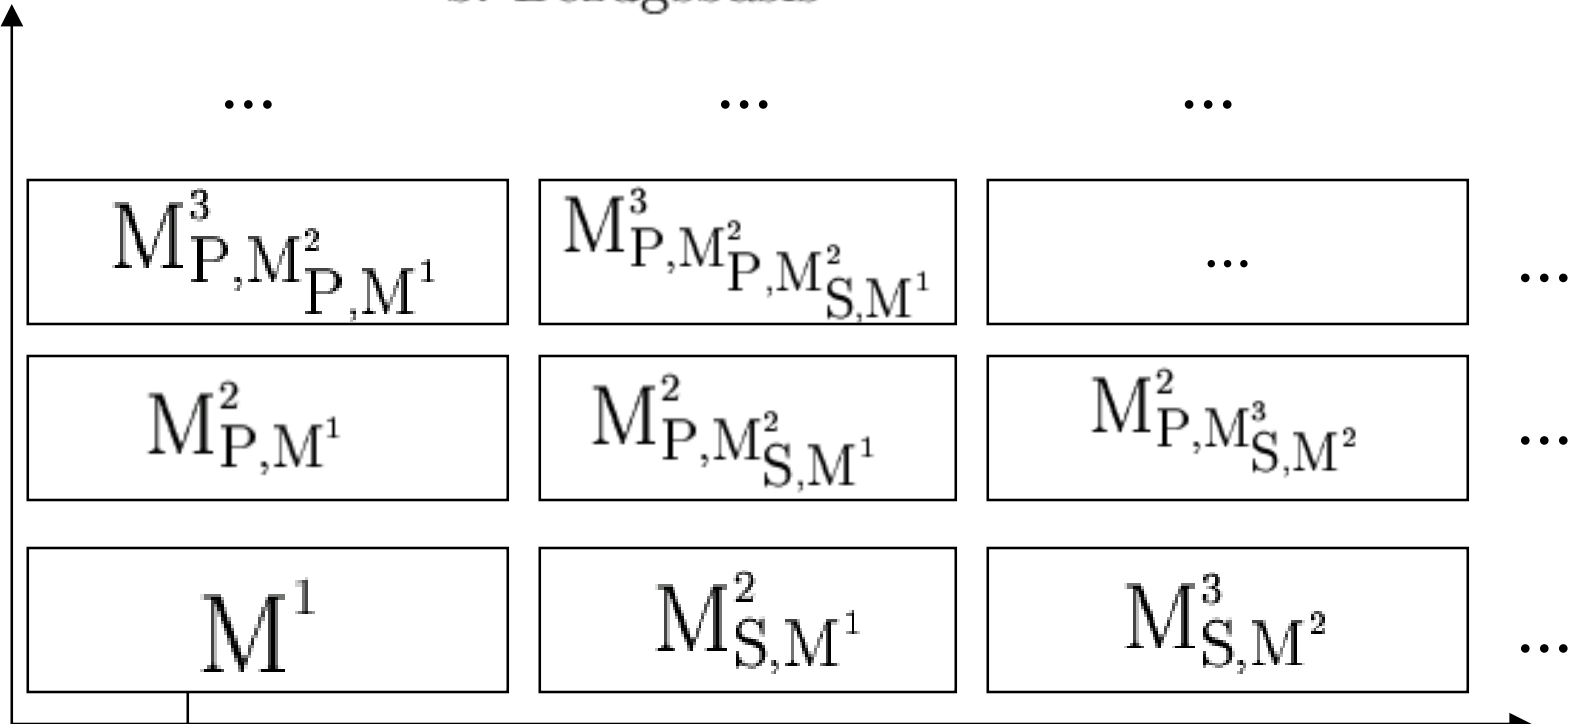 ... ... ...
M^3_{P,M^2_{P,M^1}} M^3_{P,M^2_{P,M^2_{S,M^1}}} ... ...
M^2_{P,M^1} M^2_{P,M^2_{S,M^1}} M^2_{P,M^3_{S,M^2}} ...
M^1 M^2_{S,M^1} M^3_{S,M^2} ...